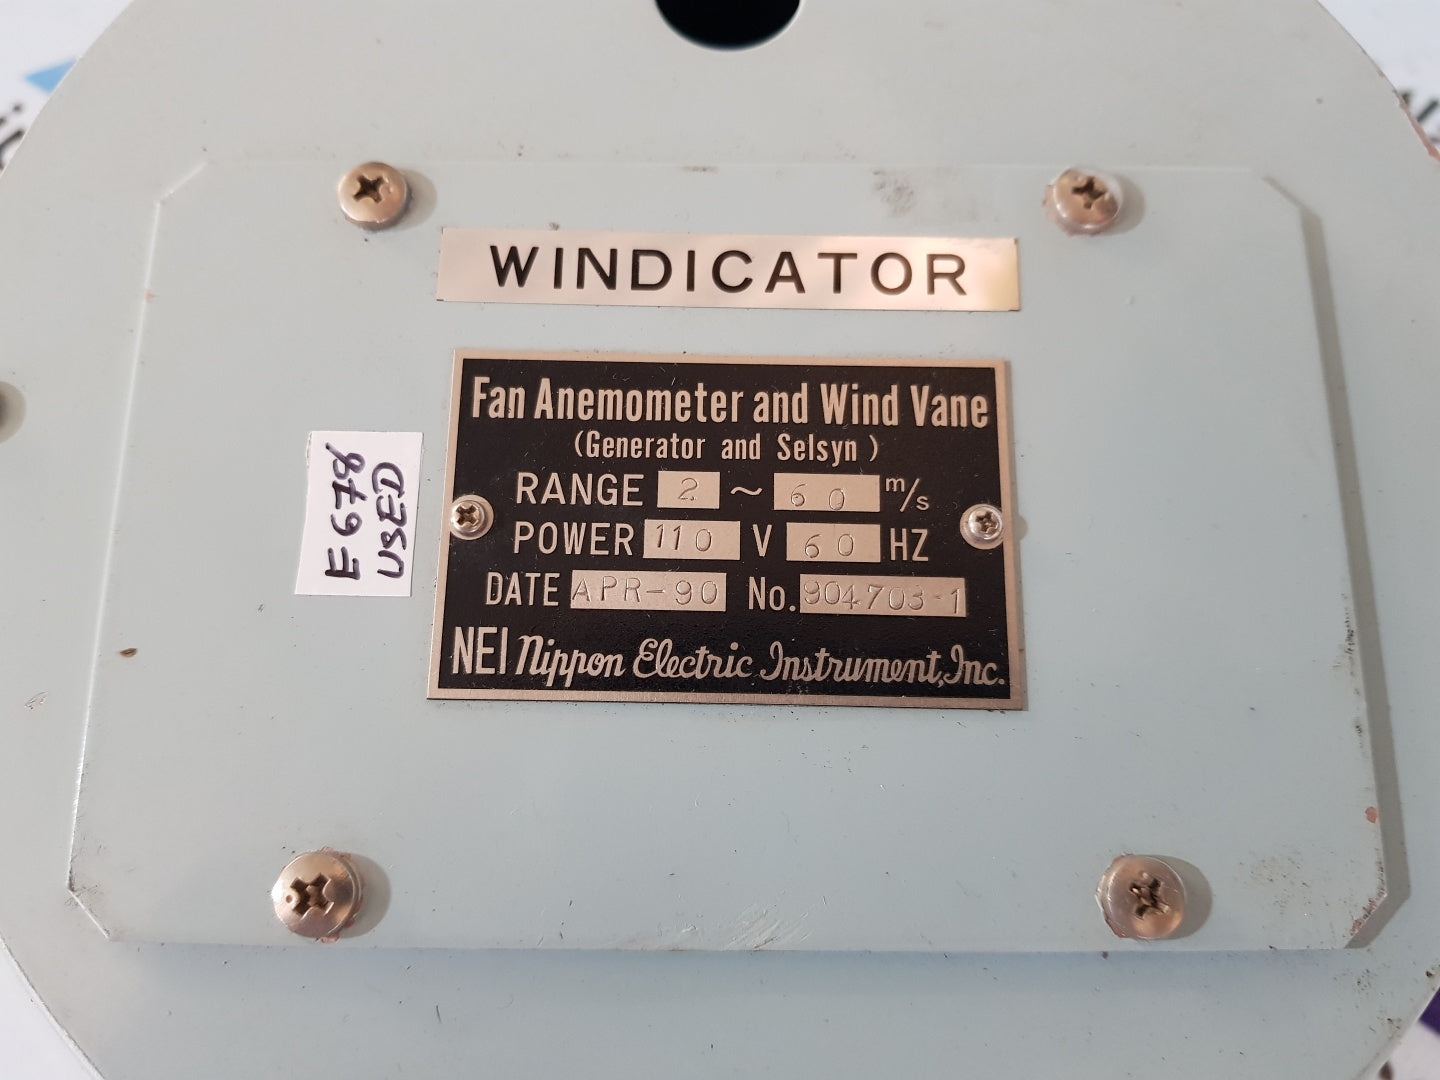 WINDICATOR
Fan Anemometer and Wind Vane
(Generator and Selsyn)
RANGE 2 ~ 60 m/s
POWER 110 V 60 HZ
DATE APR-90 No. 904703-1
NEI Nippon Electric Instrument, Inc.
E 678
USED